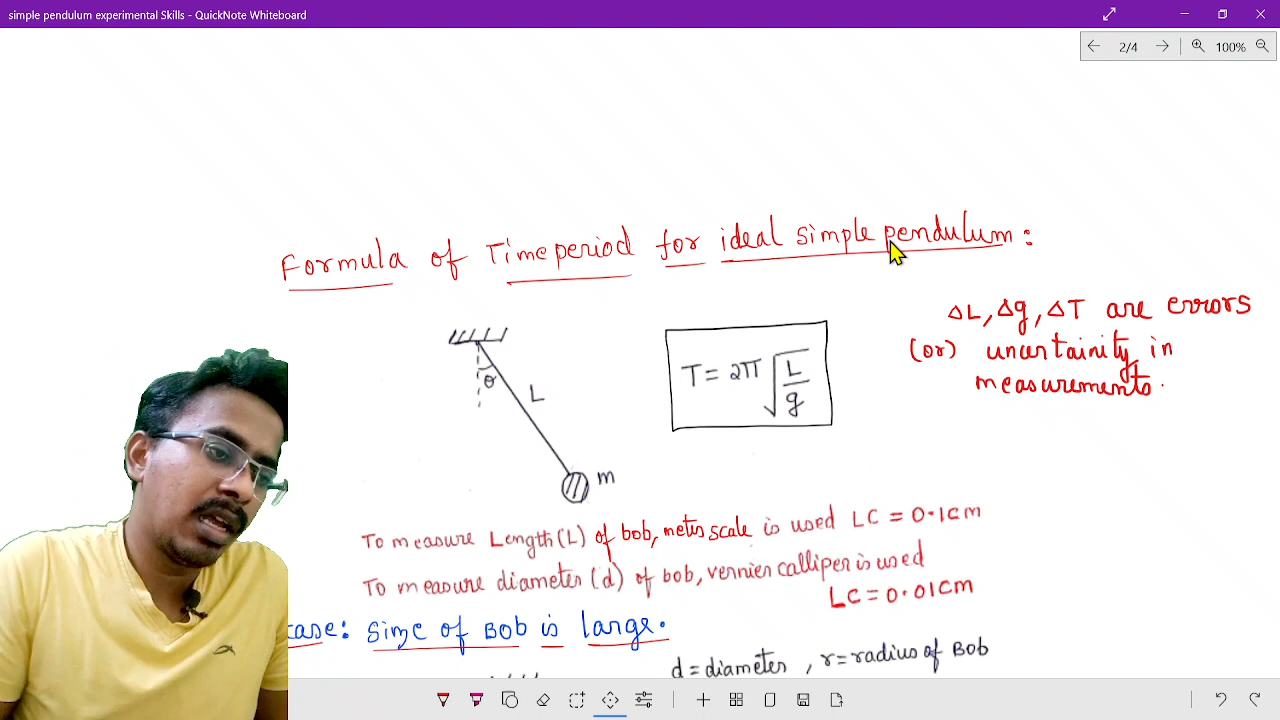 simple pendulum experimental Skills - QuickNote Whiteboard
2/4
100%
Formula of Timeperiod for ideal simple pendulum:
ΔL, Δg, ΔT are errors
(or) uncertainity in
measurements.
θ
L
m
T = 2π √(L/g)
To measure Length(L) of bob, meter scale is used LC = 0.1cm
To measure diameter (d) of bob, vernier calliper is used
LC = 0.01cm
case: Size of Bob is large.
d = diameter, r = radius of Bob